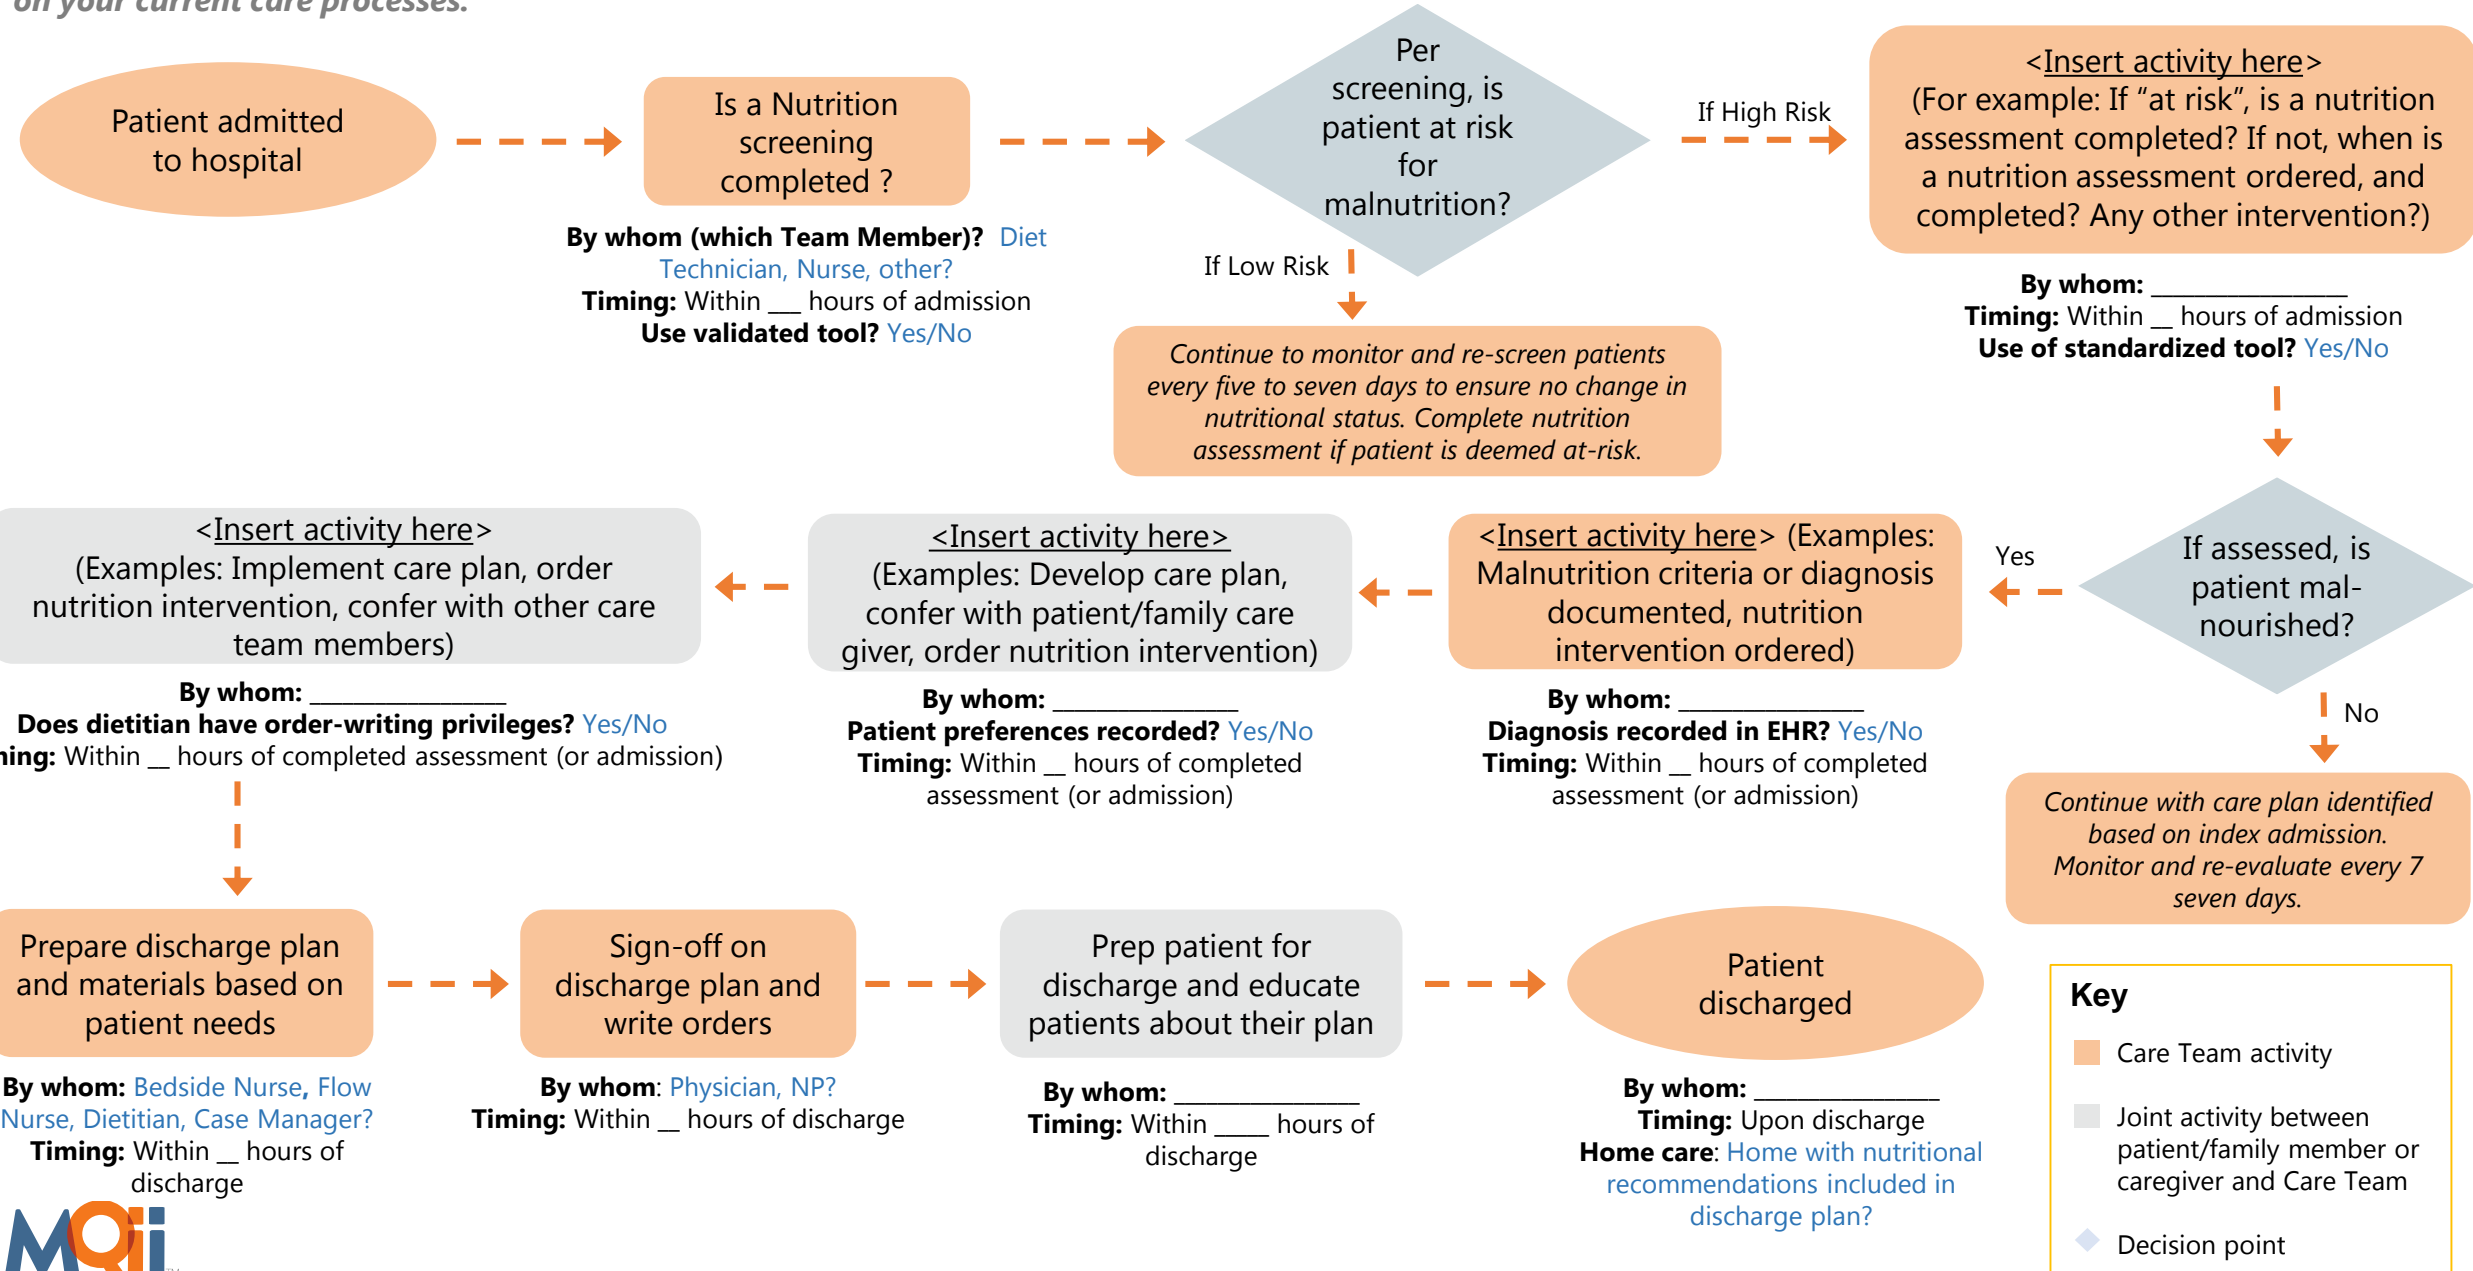 on your current care processes.
Patient admitted
to hospital
Is a Nutrition
screening
completed ?
By whom (which Team Member)? Diet
Technician, Nurse, other?
Timing: Within ___ hours of admission
Use validated tool? Yes/No
Per
screening, is
patient at risk
for
malnutrition?
If High Risk
If Low Risk
Continue to monitor and re-screen patients
every five to seven days to ensure no change in
nutritional status. Complete nutrition
assessment if patient is deemed at-risk.
<Insert activity here>
(For example: If “at risk”, is a nutrition
assessment completed? If not, when is
a nutrition assessment ordered, and
completed? Any other intervention?)
By whom: __________________
Timing: Within __ hours of admission
Use of standardized tool? Yes/No
If assessed, is
patient mal-
nourished?
Yes
No
Continue with care plan identified
based on index admission.
Monitor and re-evaluate every 7
seven days.
<Insert activity here> (Examples:
Malnutrition criteria or diagnosis
documented, nutrition
intervention ordered)
By whom: _________________
Diagnosis recorded in EHR? Yes/No
Timing: Within __ hours of completed
assessment (or admission)
<Insert activity here>
(Examples: Develop care plan,
confer with patient/family care
giver, order nutrition intervention)
By whom: _________________
Patient preferences recorded? Yes/No
Timing: Within __ hours of completed
assessment (or admission)
<Insert activity here>
(Examples: Implement care plan, order
nutrition intervention, confer with other care
team members)
By whom: __________________
Does dietitian have order-writing privileges? Yes/No
ing: Within __ hours of completed assessment (or admission)
Prepare discharge plan
and materials based on
patient needs
By whom: Bedside Nurse, Flow
Nurse, Dietitian, Case Manager?
Timing: Within __ hours of
discharge
Sign-off on
discharge plan and
write orders
By whom: Physician, NP?
Timing: Within __ hours of discharge
Prep patient for
discharge and educate
patients about their plan
By whom: _________________
Timing: Within _____ hours of
discharge
Patient
discharged
By whom: _________________
Timing: Upon discharge
Home care: Home with nutritional
recommendations included in
discharge plan?
Key
Care Team activity
Joint activity between
patient/family member or
caregiver and Care Team
Decision point
MQii
TM